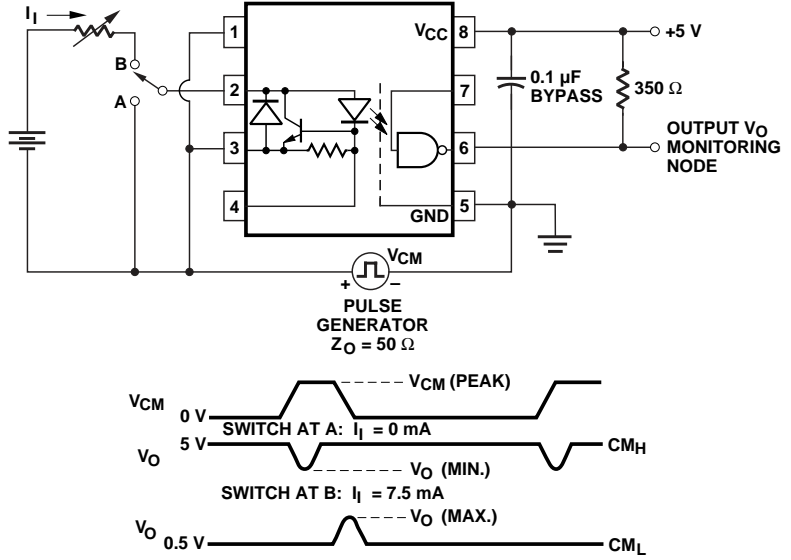 I_I
B
A
1
2
3
4
V_CC 8
7
6
GND 5
+5 V
0.1 µF
BYPASS
350 Ω
OUTPUT V_O
MONITORING
NODE
V_CM
+ –
PULSE
GENERATOR
Z_O = 50 Ω
V_CM (PEAK)
V_CM 0 V
SWITCH AT A: I_I = 0 mA
V_O 5 V CM_H
V_O (MIN.)
SWITCH AT B: I_I = 7.5 mA
V_O (MAX.)
V_O 0.5 V CM_L